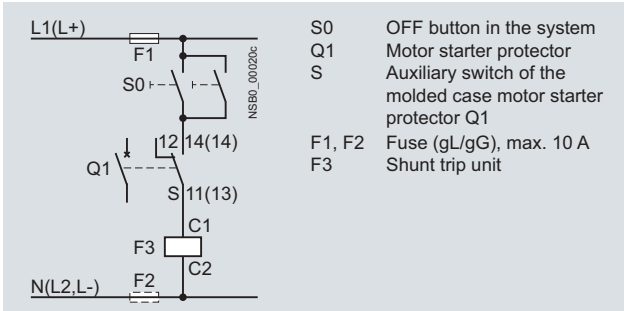 L1(L+)
F1
S0
NSB0_00020c
12 14(14)
Q1
S 11(13)
C1
F3
C2
N(L2,L-) F2
S0 OFF button in the system
Q1 Motor starter protector
S Auxiliary switch of the
molded case motor starter
protector Q1
F1, F2 Fuse (gL/gG), max. 10 A
F3 Shunt trip unit